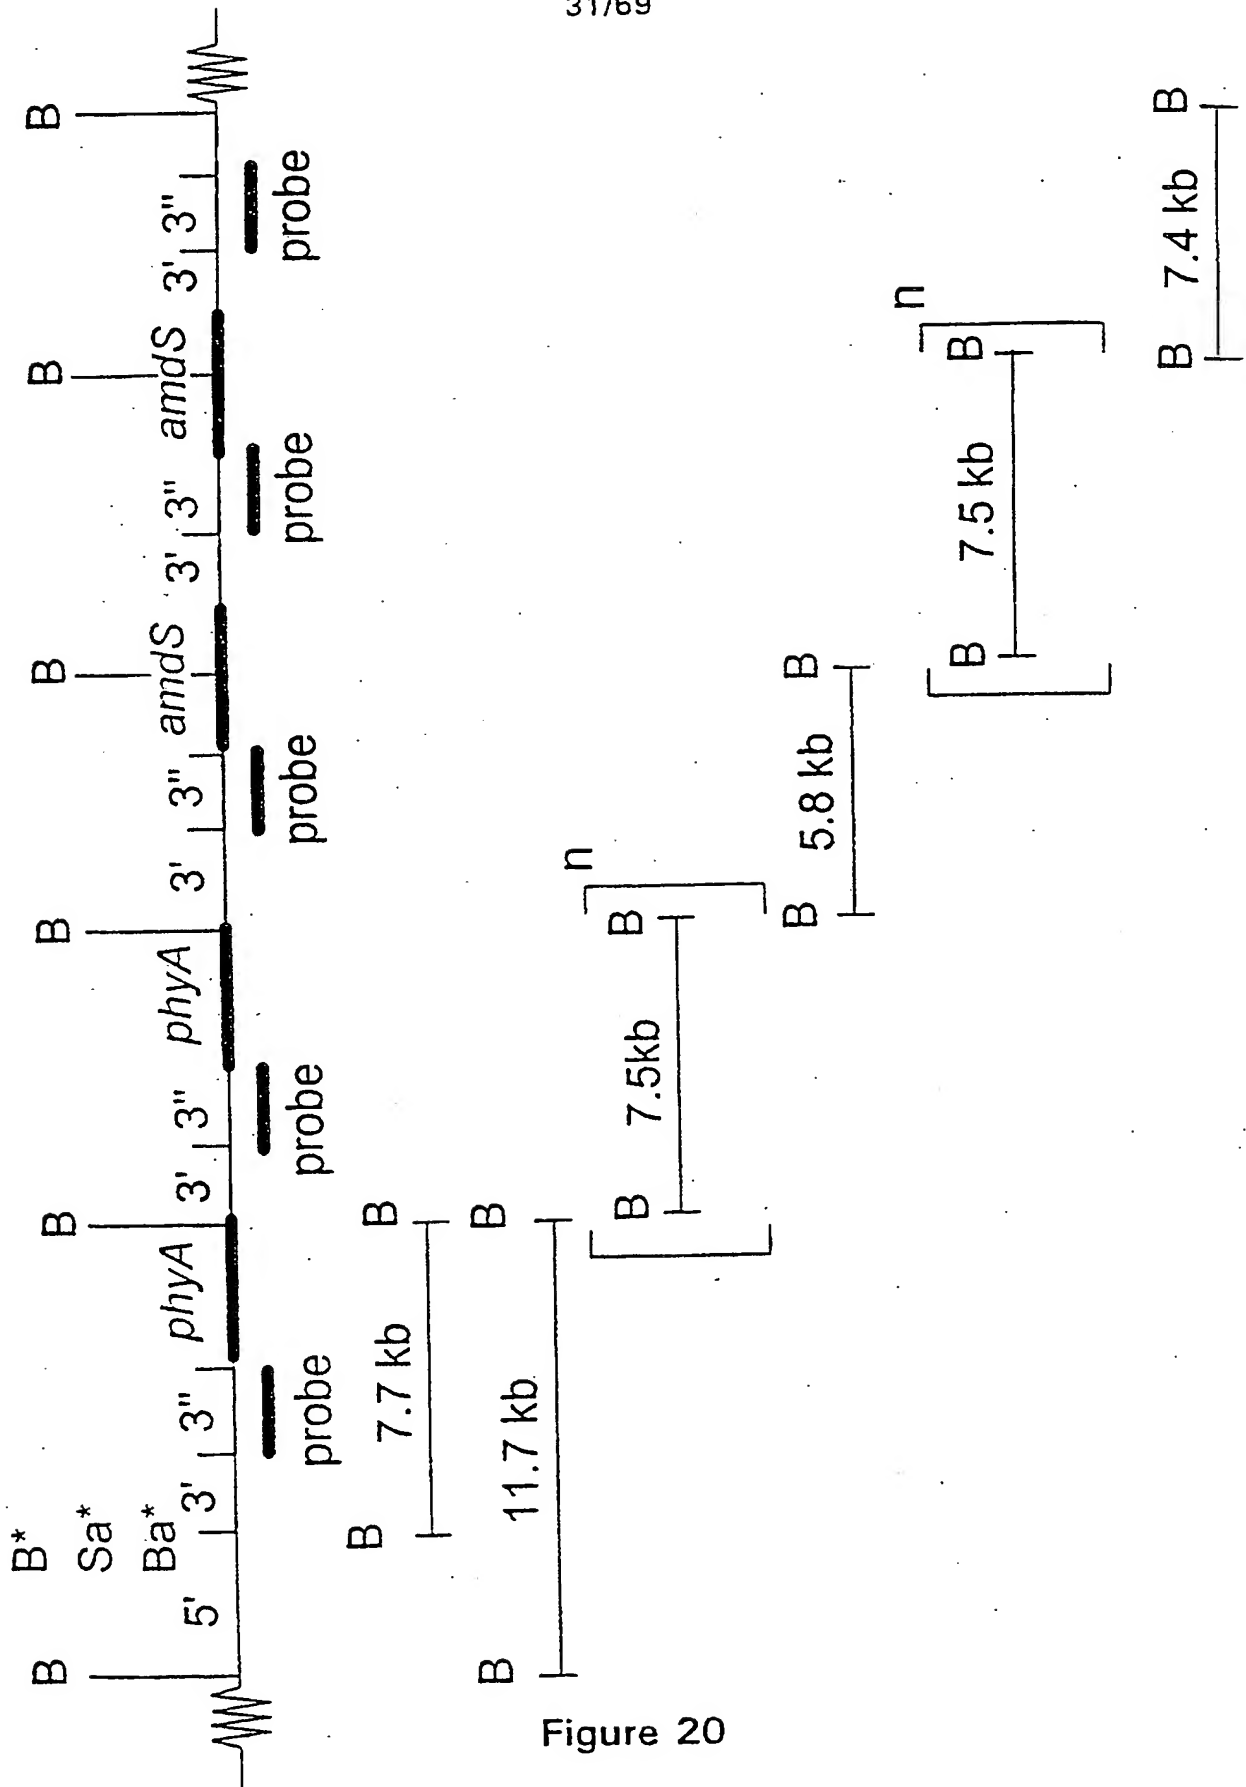 31/69
B* B B B B B
Sa*
B Ba*
5' 3' 3" phyA 3' 3" phyA 3' 3" amdS 3' 3" amdS 3' 3"
probe probe probe probe probe
B 7.7 kb B
B 11.7 kb B
B 7.5kb B n
B 5.8 kb B
B 7.5 kb B n
B 7.4 kb B
Figure 20